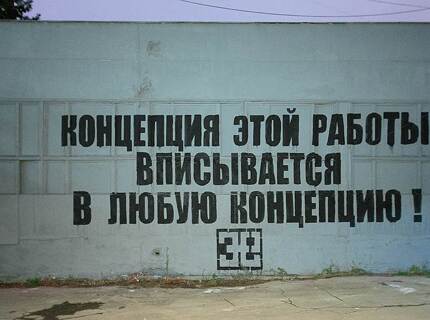 КОНЦЕПЦИЯ ЭТОЙ РАБОТЫ
ВПИСЫВАЕТСЯ
В ЛЮБУЮ КОНЦЕПЦИЮ !